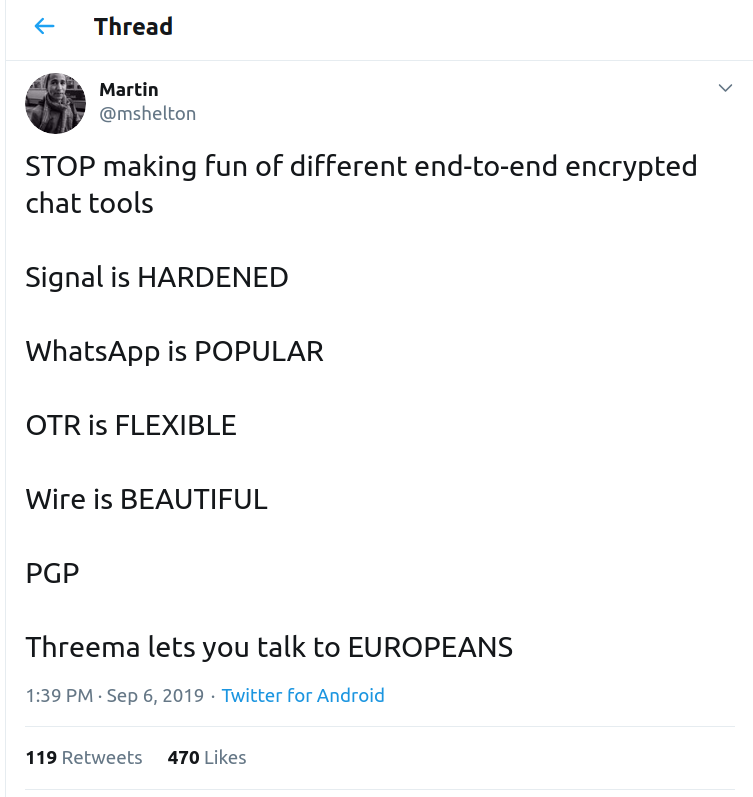 Thread
Martin
@mshelton
STOP making fun of different end-to-end encrypted
chat tools
Signal is HARDENED
WhatsApp is POPULAR
OTR is FLEXIBLE
Wire is BEAUTIFUL
PGP
Threema lets you talk to EUROPEANS
1:39 PM · Sep 6, 2019 · Twitter for Android
119 Retweets 470 Likes